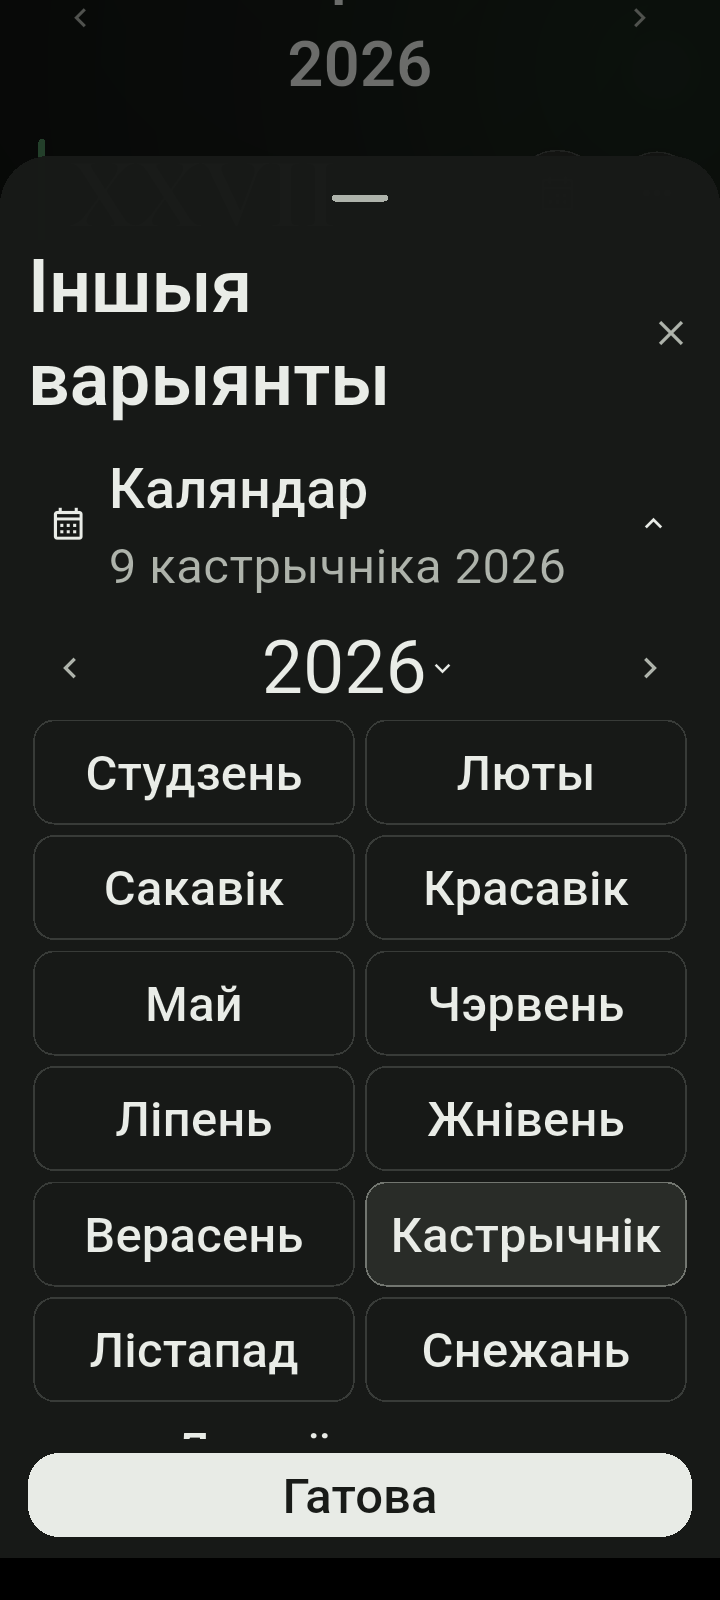 2026
XXVII
Іншыя
варыянты
Каляндар
9 кастрычніка 2026
2026
Студзень
Люты
Сакавік
Красавік
Май
Чэрвень
Ліпень
Жнівень
Верасень
Кастрычнік
Лістапад
Снежань
Гатова